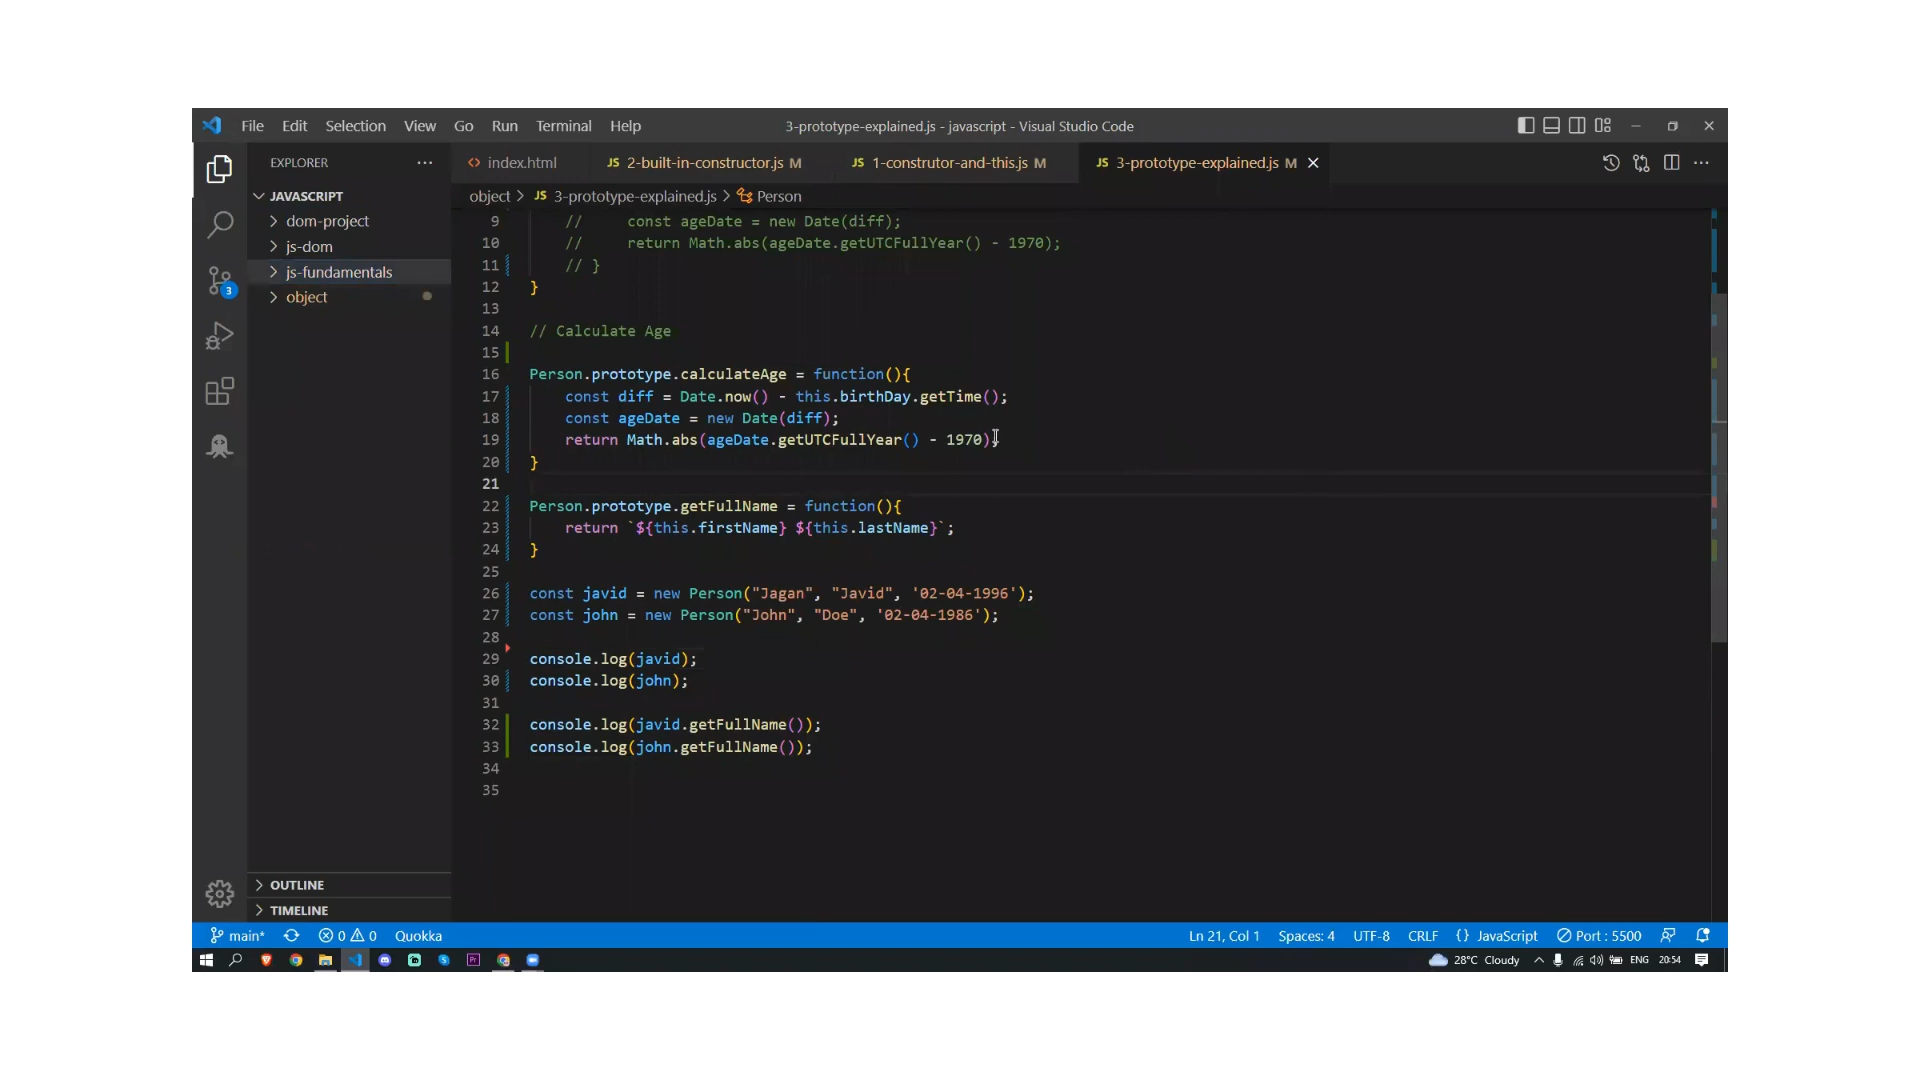 File Edit Selection View Go Run Terminal Help
3-prototype-explained.js - javascript - Visual Studio Code
EXPLORER
index.html
JS 2-built-in-constructor.js M
JS 1-construtor-and-this.js M
JS 3-prototype-explained.js M
JAVASCRIPT
dom-project
js-dom
js-fundamentals
object
OUTLINE
TIMELINE
3
object > JS 3-prototype-explained.js > Person
9 // const ageDate = new Date(diff);
10 // return Math.abs(ageDate.getUTCFullYear() - 1970);
11 // }
12 }
13
14 // Calculate Age
15
16 Person.prototype.calculateAge = function(){
17 const diff = Date.now() - this.birthDay.getTime();
18 const ageDate = new Date(diff);
19 return Math.abs(ageDate.getUTCFullYear() - 1970);
20 }
21
22 Person.prototype.getFullName = function(){
23 return `${this.firstName} ${this.lastName}`;
24 }
25
26 const javid = new Person("Jagan", "Javid", '02-04-1996');
27 const john = new Person("John", "Doe", '02-04-1986');
28
29 console.log(javid);
30 console.log(john);
31
32 console.log(javid.getFullName());
33 console.log(john.getFullName());
34
35
main* 0 0 Quokka
Ln 21, Col 1 Spaces: 4 UTF-8 CRLF {} JavaScript Port : 5500
Pr
28°C Cloudy ENG 20:54